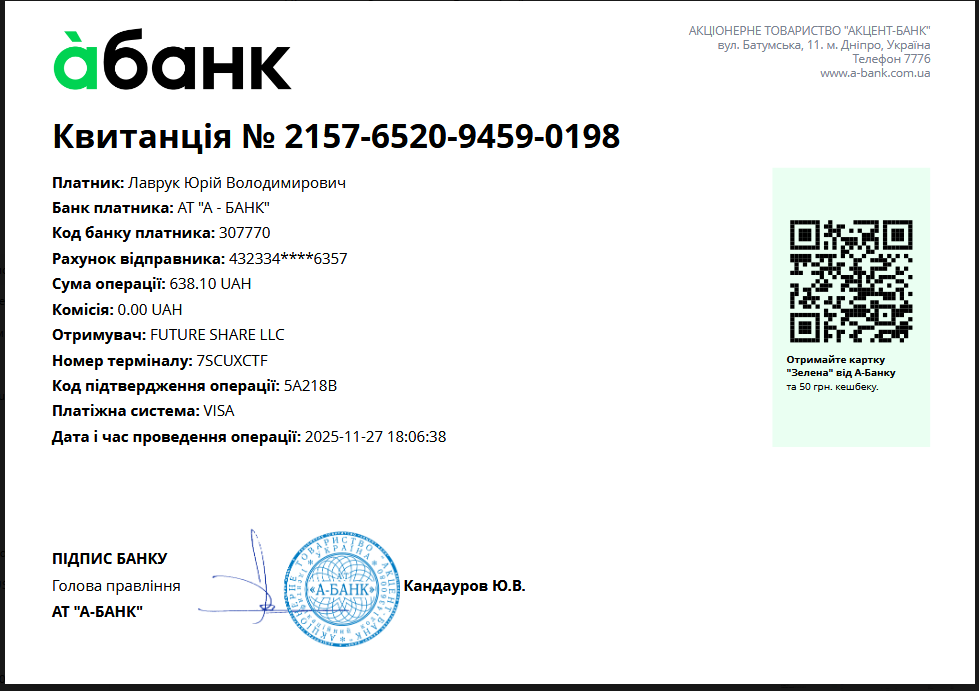 àбанк
АКЦІОНЕРНЕ ТОВАРИСТВО "АКЦЕНТ-БАНК"
вул. Батумська, 11. м. Дніпро, Україна
Телефон 7776
www.a-bank.com.ua
Квитанція № 2157-6520-9459-0198
Платник: Лаврук Юрій Володимирович
Банк платника: АТ "А - БАНК"
Код банку платника: 307770
Рахунок відправника: 432334****6357
Сума операції: 638.10 UAH
Комісія: 0.00 UAH
Отримувач: FUTURE SHARE LLC
Номер терміналу: 7SCUXCTF
Код підтвердження операції: 5A218B
Платіжна система: VISA
Дата і час проведення операції: 2025-11-27 18:06:38
Отримайте картку
"Зелена" від А-Банку
та 50 грн. кешбеку.
ПІДПИС БАНКУ
Голова правління
АТ "А-БАНК"
АКЦІОНЕРНЕ ТОВАРИСТВО "АКЦЕНТ-БАНК"
УКРАЇНА
«А-БАНК»
Кандауров Ю.В.